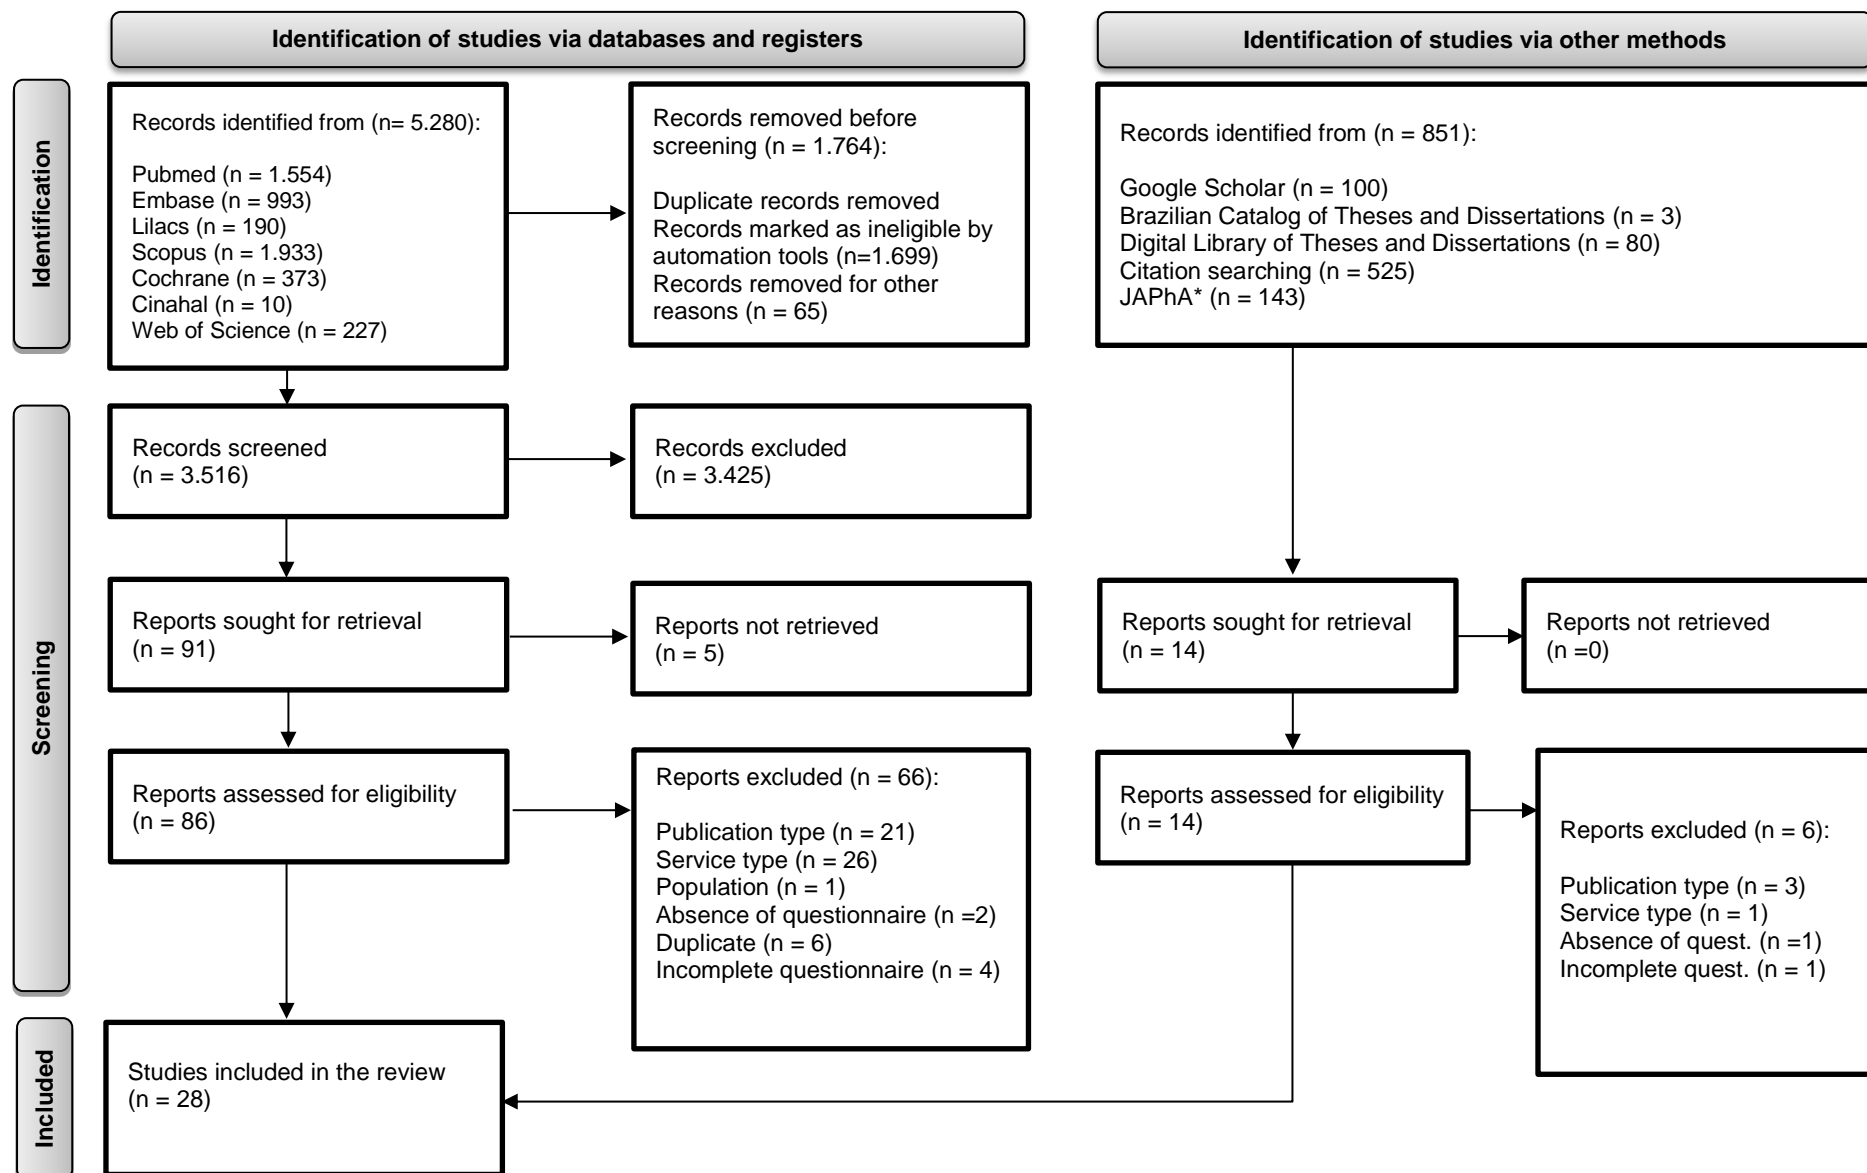 Identification of studies via databases and registers
Identification of studies via other methods
Identification
Records identified from (n= 5.280):
Pubmed (n = 1.554)
Embase (n = 993)
Lilacs (n = 190)
Scopus (n = 1.933)
Cochrane (n = 373)
Cinahal (n = 10)
Web of Science (n = 227)
Records removed before
screening (n = 1.764):
Duplicate records removed
Records marked as ineligible by
automation tools (n=1.699)
Records removed for other
reasons (n = 65)
Records identified from (n = 851):
Google Scholar (n = 100)
Brazilian Catalog of Theses and Dissertations (n = 3)
Digital Library of Theses and Dissertations (n = 80)
Citation searching (n = 525)
JAPhA* (n = 143)
Screening
Records screened
(n = 3.516)
Records excluded
(n = 3.425)
Reports sought for retrieval
(n = 91)
Reports not retrieved
(n = 5)
Reports sought for retrieval
(n = 14)
Reports not retrieved
(n =0)
Reports assessed for eligibility
(n = 86)
Reports excluded (n = 66):
Publication type (n = 21)
Service type (n = 26)
Population (n = 1)
Absence of questionnaire (n =2)
Duplicate (n = 6)
Incomplete questionnaire (n = 4)
Reports assessed for eligibility
(n = 14)
Reports excluded (n = 6):
Publication type (n = 3)
Service type (n = 1)
Absence of quest. (n =1)
Incomplete quest. (n = 1)
Included
Studies included in the review
(n = 28)